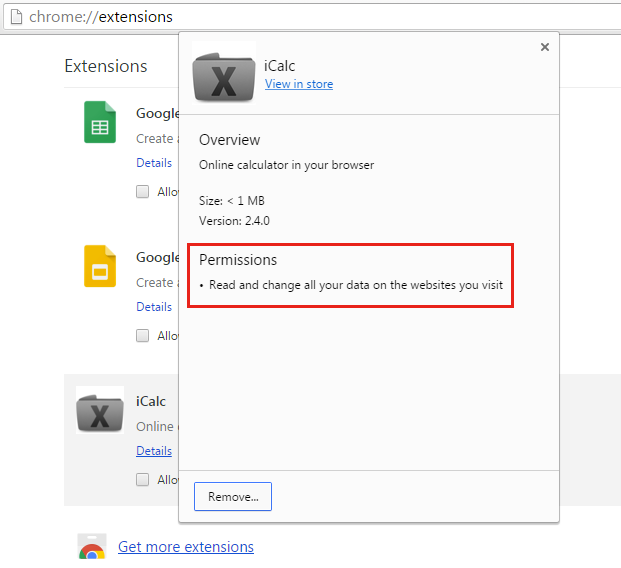 chrome://extensions
Extensions
Google
Create a
Details
Allo
Google
Create a
Details
Allo
X
iCalc
Online
Details
Allo
Get more extensions
X
iCalc
View in store
Overview
Online calculator in your browser
Size: < 1 MB
Version: 2.4.0
Permissions
• Read and change all your data on the websites you visit
Remove...